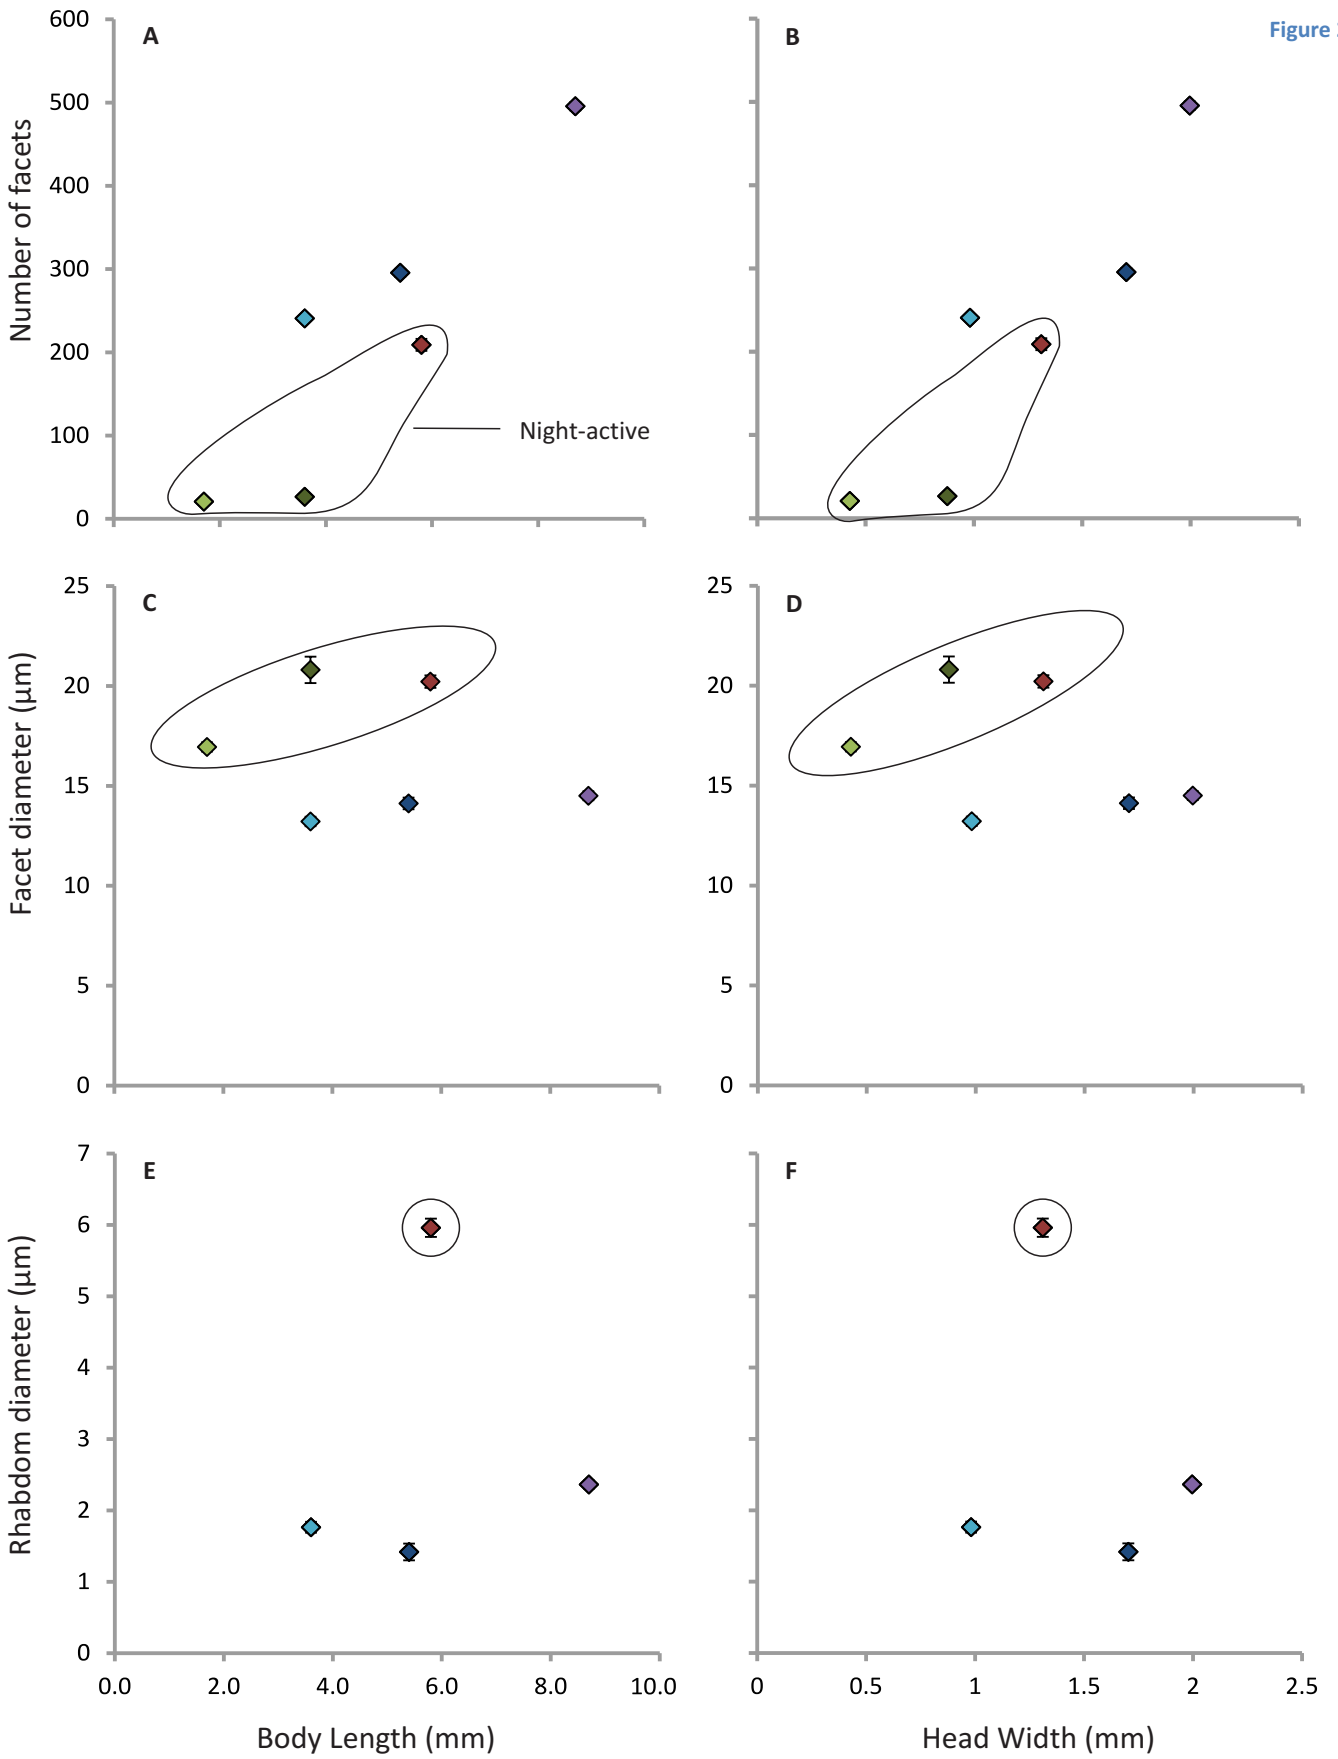 Figure
A
B
Number of facets
600
500
400
300
200
100
0
Night-active
C
D
Facet diameter (μm)
25
20
15
10
5
0
25
20
15
10
5
0
E
F
Rhabdom diameter (μm)
7
6
5
4
3
2
1
0
0.0 2.0 4.0 6.0 8.0 10.0
0 0.5 1 1.5 2 2.5
Body Length (mm)
Head Width (mm)